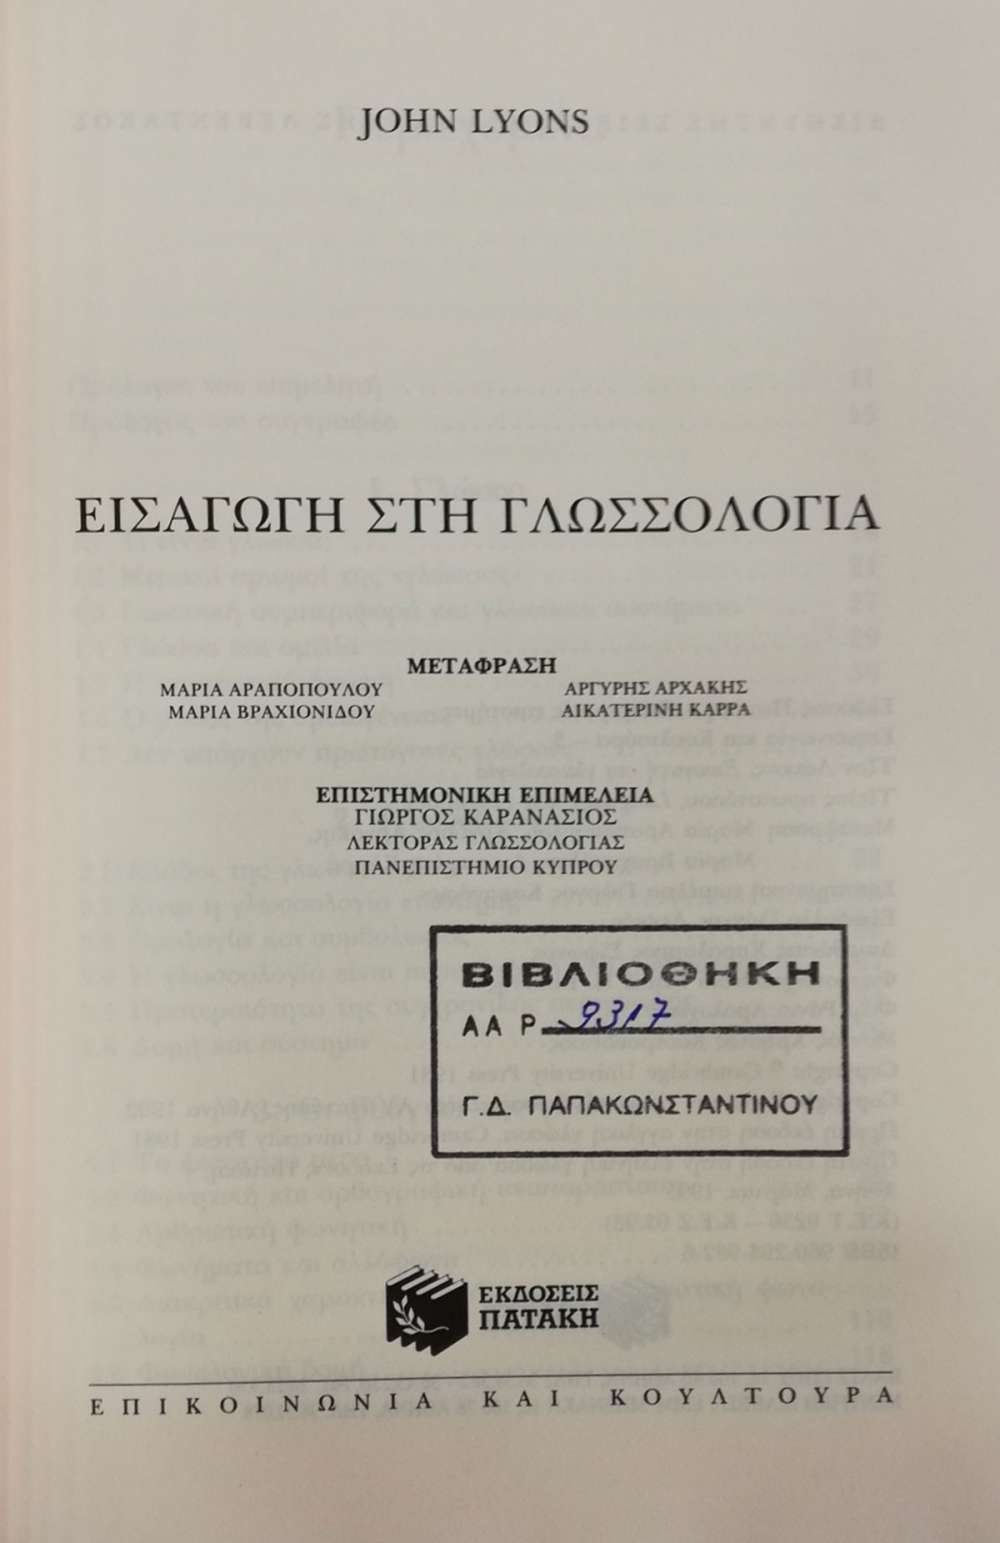 JOHN LYONS
ΕΙΣΑΓΩΓΗ ΣΤΗ ΓΛΩΣΣΟΛΟΓΙΑ
ΜΕΤΑΦΡΑΣΗ
ΜΑΡΙΑ ΑΡΑΠΟΠΟΥΛΟΥ ΑΡΓΥΡΗΣ ΑΡΧΑΚΗΣ
ΜΑΡΙΑ ΒΡΑΧΙΟΝΙΔΟΥ ΑΙΚΑΤΕΡΙΝΗ ΚΑΡΡΑ
ΕΠΙΣΤΗΜΟΝΙΚΗ ΕΠΙΜΕΛΕΙΑ
ΓΙΩΡΓΟΣ ΚΑΡΑΝΑΣΙΟΣ
ΛΕΚΤΟΡΑΣ ΓΛΩΣΣΟΛΟΓΙΑΣ
ΠΑΝΕΠΙΣΤΗΜΙΟ ΚΥΠΡΟΥ
ΒΙΒΛΙΟΘΗΚΗ
ΑΑ Ρ 9317
Γ.Δ. ΠΑΠΑΚΩΝΣΤΑΝΤΙΝΟΥ
ΕΚΔΟΣΕΙΣ
ΠΑΤΑΚΗ
ΕΠΙΚΟΙΝΩΝΙΑ ΚΑΙ ΚΟΥΛΤΟΥΡΑ